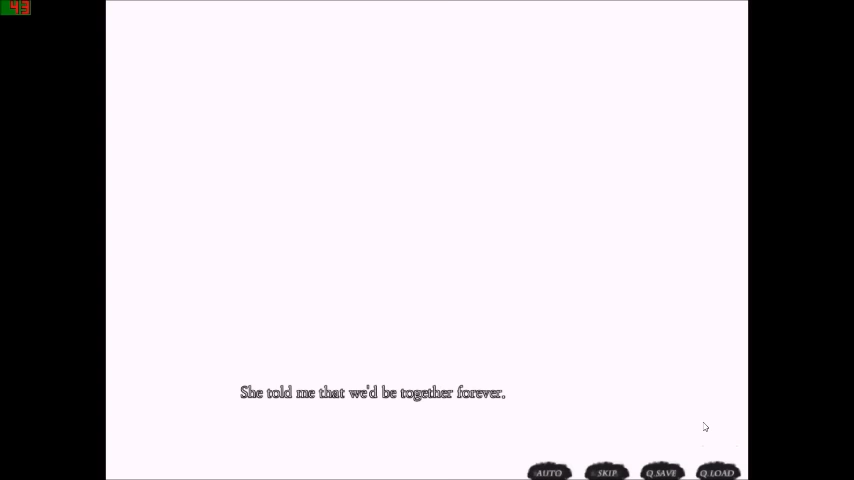 43
She told me that we'd be together forever.
AUTO SKIP Q.SAVE Q.LOAD